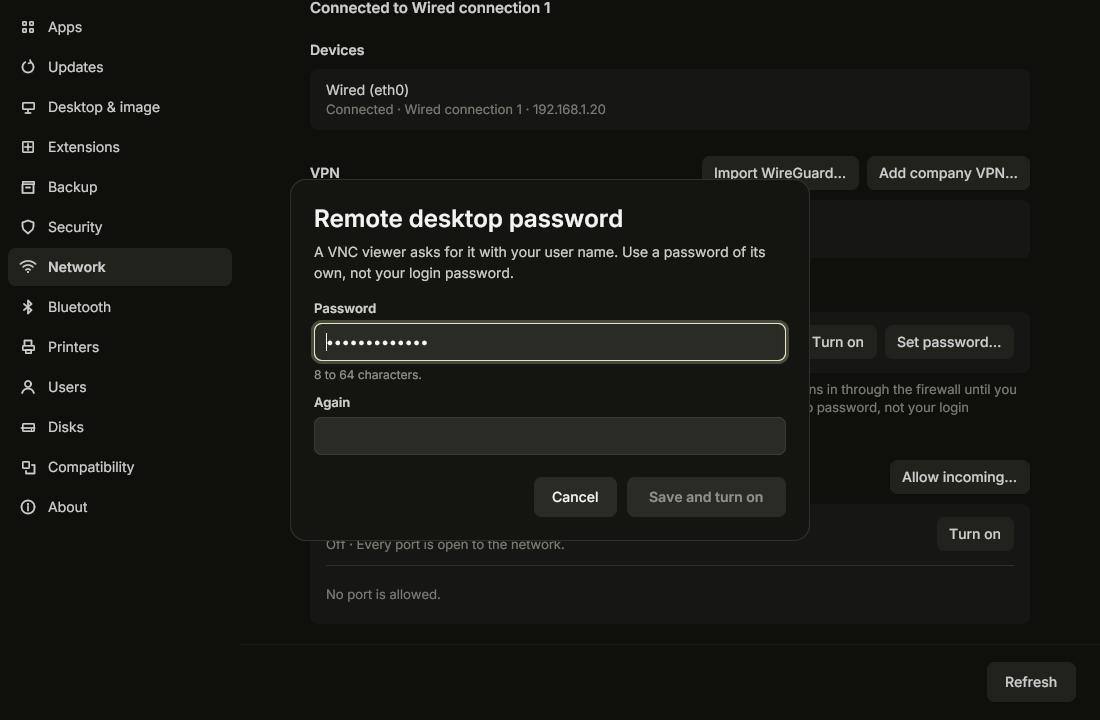 Apps
Updates
Desktop & image
Extensions
Backup
Security
Network
Bluetooth
Printers
Users
Disks
Compatibility
About
Connected to Wired connection 1
Devices
Wired (eth0)
Connected · Wired connection 1 · 192.168.1.20
VPN
Import WireGuard...
Add company VPN...
Remote desktop password
A VNC viewer asks for it with your user name. Use a password of its
own, not your login password.
Password
•••••••••••••
8 to 64 characters.
Again
Cancel
Save and turn on
Turn on
Set password...
in through the firewall until you
password, not your login
Allow incoming...
Off · Every port is open to the network.
Turn on
No port is allowed.
Refresh